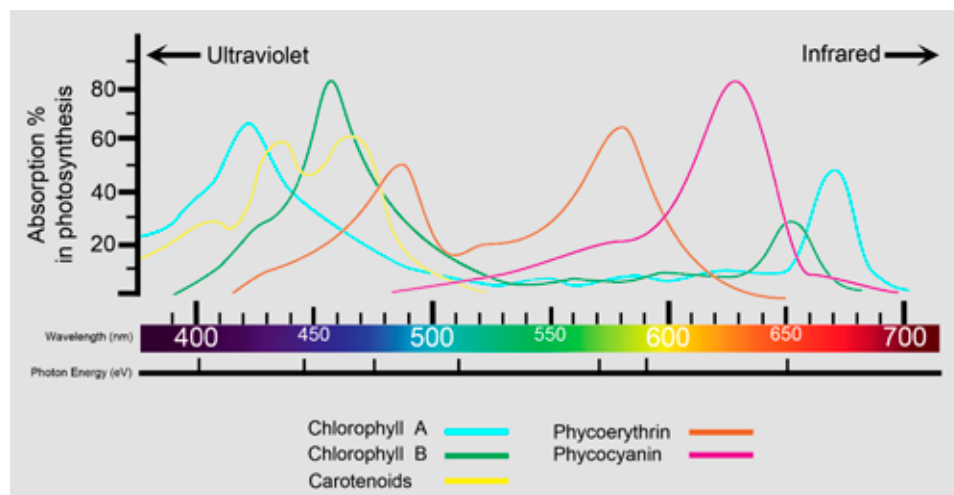 Ultraviolet
Infrared
Absorption %
in photosynthesis
80
60
40
20
Wavelength (nm)
400 450 500 550 600 650 700
Photon Energy (eV)
Chlorophyll A
Chlorophyll B
Carotenoids
Phycoerythrin
Phycocyanin